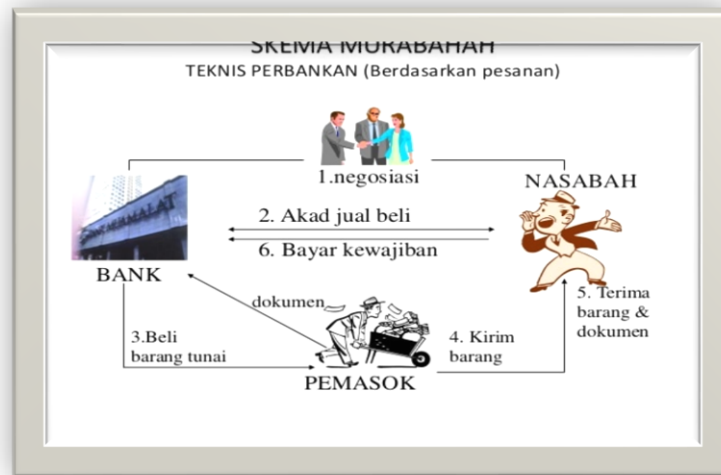 SKEMA MURABAHAH
TEKNIS PERBANKAN (Berdasarkan pesanan)
1.negosiasi
NASABAH
2. Akad jual beli
6. Bayar kewajiban
BANK
dokumen
5. Terima
barang &
dokumen
3.Beli
barang tunai
4. Kirim
barang
PEMASOK